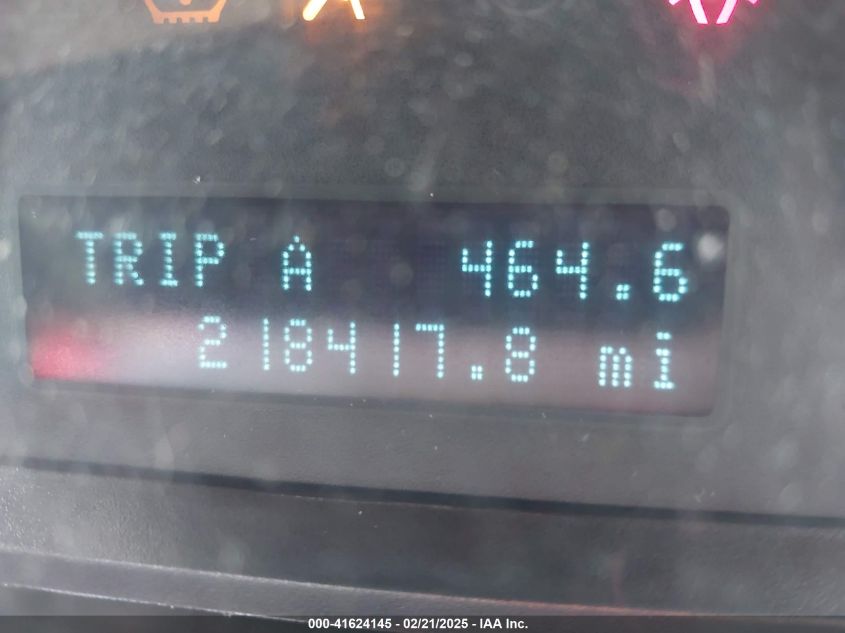 TRIP A 464.6
218417.8 mi
000-41624145 - 02/21/2025 - IAA Inc.